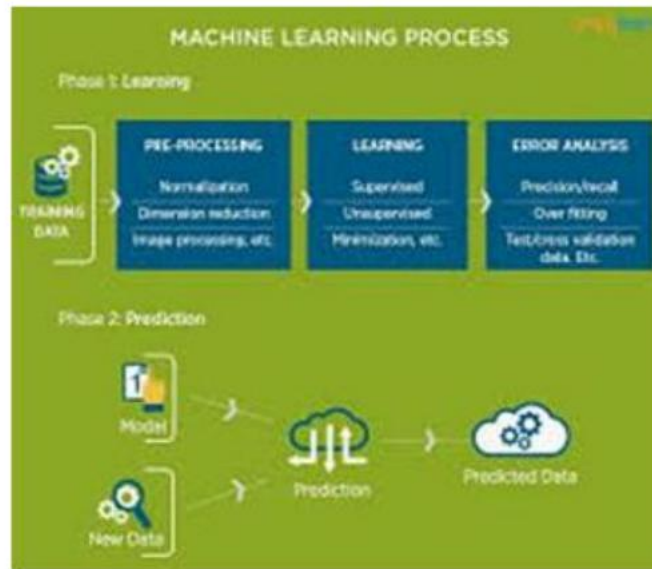 MACHINE LEARNING PROCESS
Phase 1: Learning
TRAINING
DATA
PRE-PROCESSING
Normalization
Dimension reduction
Image processing, etc
LEARNING
Supervised
Unsupervised
Minimization, etc.
ERROR ANALYSIS
Precision/recall
Over fitting
Test/cross validation
data. Etc.
Phase 2: Prediction
1
Model
New Data
Prediction
Predicted Data